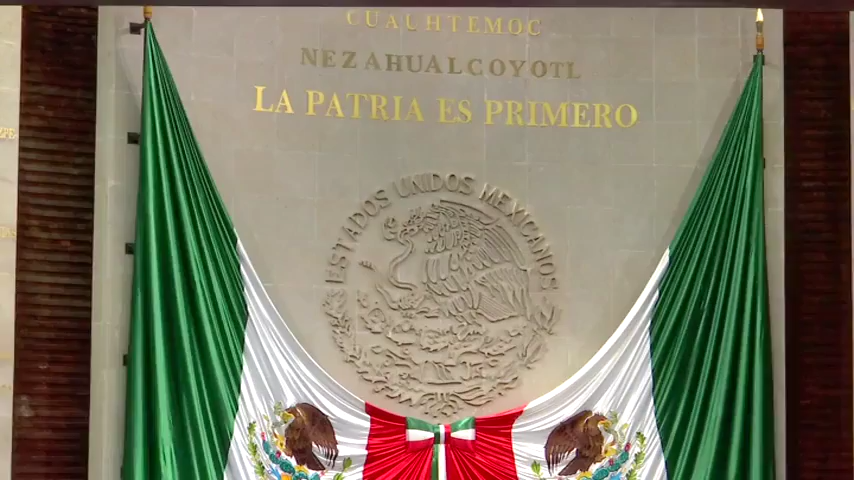 CUAUHTEMOC
NEZAHUALCOYOTL
LA PATRIA ES PRIMERO
ESTADOS UNIDOS MEXICANOS